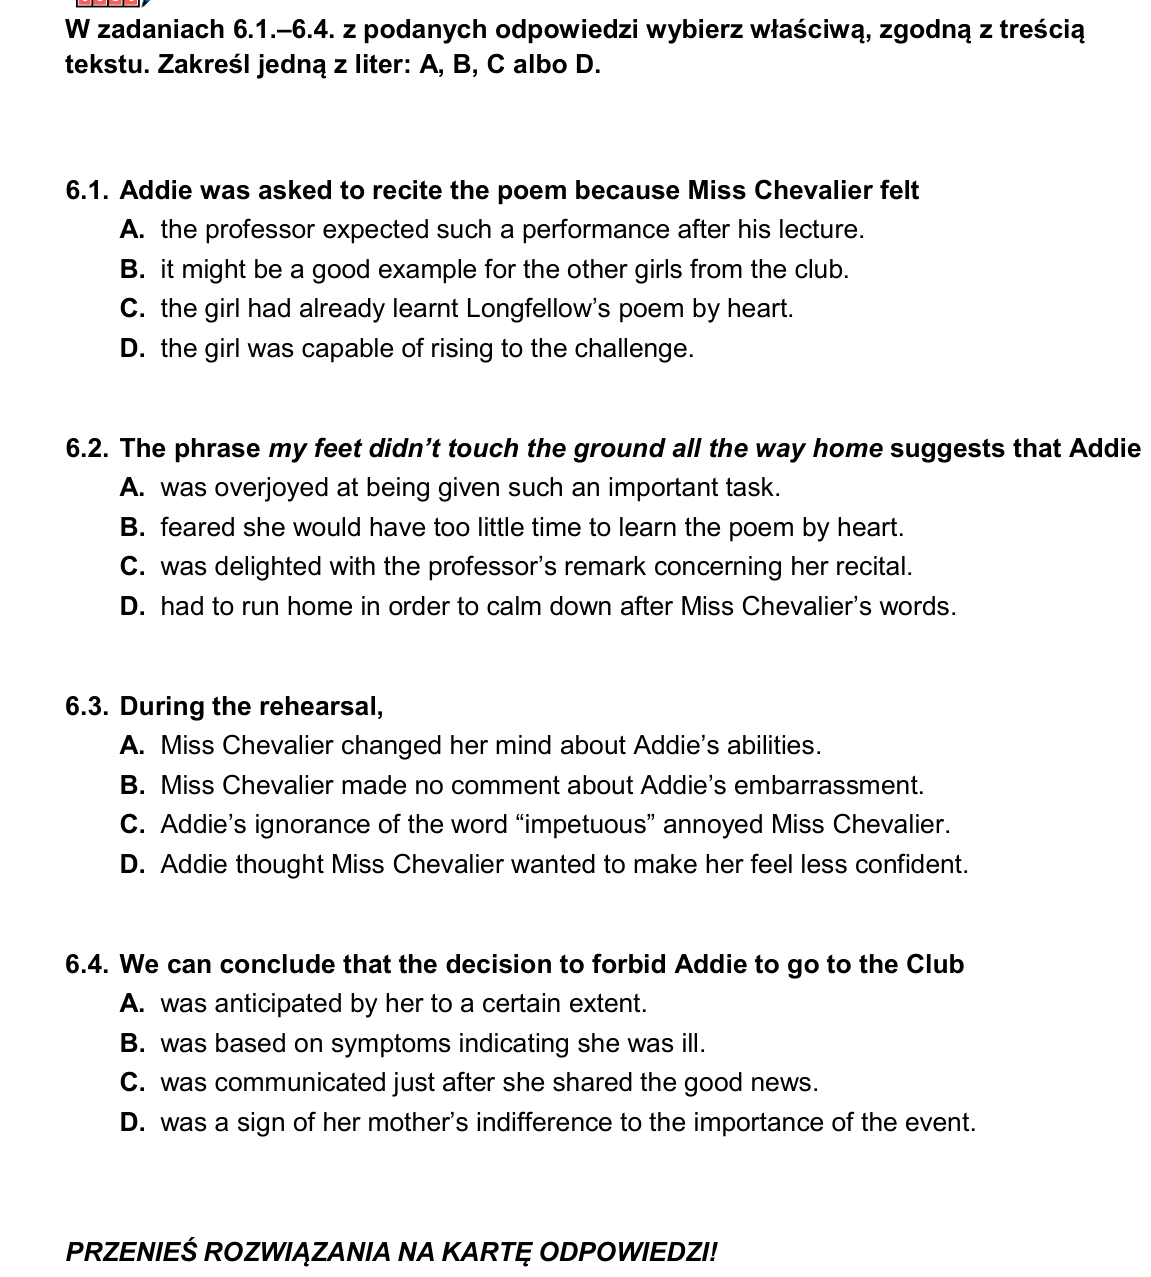 W zadaniach 6.1.–6.4. z podanych odpowiedzi wybierz właściwą, zgodną z treścią
tekstu. Zakreśl jedną z liter: A, B, C albo D.
6.1. Addie was asked to recite the poem because Miss Chevalier felt
A. the professor expected such a performance after his lecture.
B. it might be a good example for the other girls from the club.
C. the girl had already learnt Longfellow’s poem by heart.
D. the girl was capable of rising to the challenge.
6.2. The phrase my feet didn’t touch the ground all the way home suggests that Addie
A. was overjoyed at being given such an important task.
B. feared she would have too little time to learn the poem by heart.
C. was delighted with the professor’s remark concerning her recital.
D. had to run home in order to calm down after Miss Chevalier’s words.
6.3. During the rehearsal,
A. Miss Chevalier changed her mind about Addie’s abilities.
B. Miss Chevalier made no comment about Addie’s embarrassment.
C. Addie’s ignorance of the word “impetuous” annoyed Miss Chevalier.
D. Addie thought Miss Chevalier wanted to make her feel less confident.
6.4. We can conclude that the decision to forbid Addie to go to the Club
A. was anticipated by her to a certain extent.
B. was based on symptoms indicating she was ill.
C. was communicated just after she shared the good news.
D. was a sign of her mother’s indifference to the importance of the event.
PRZENIEŚ ROZWIĄZANIA NA KARTĘ ODPOWIEDZI!